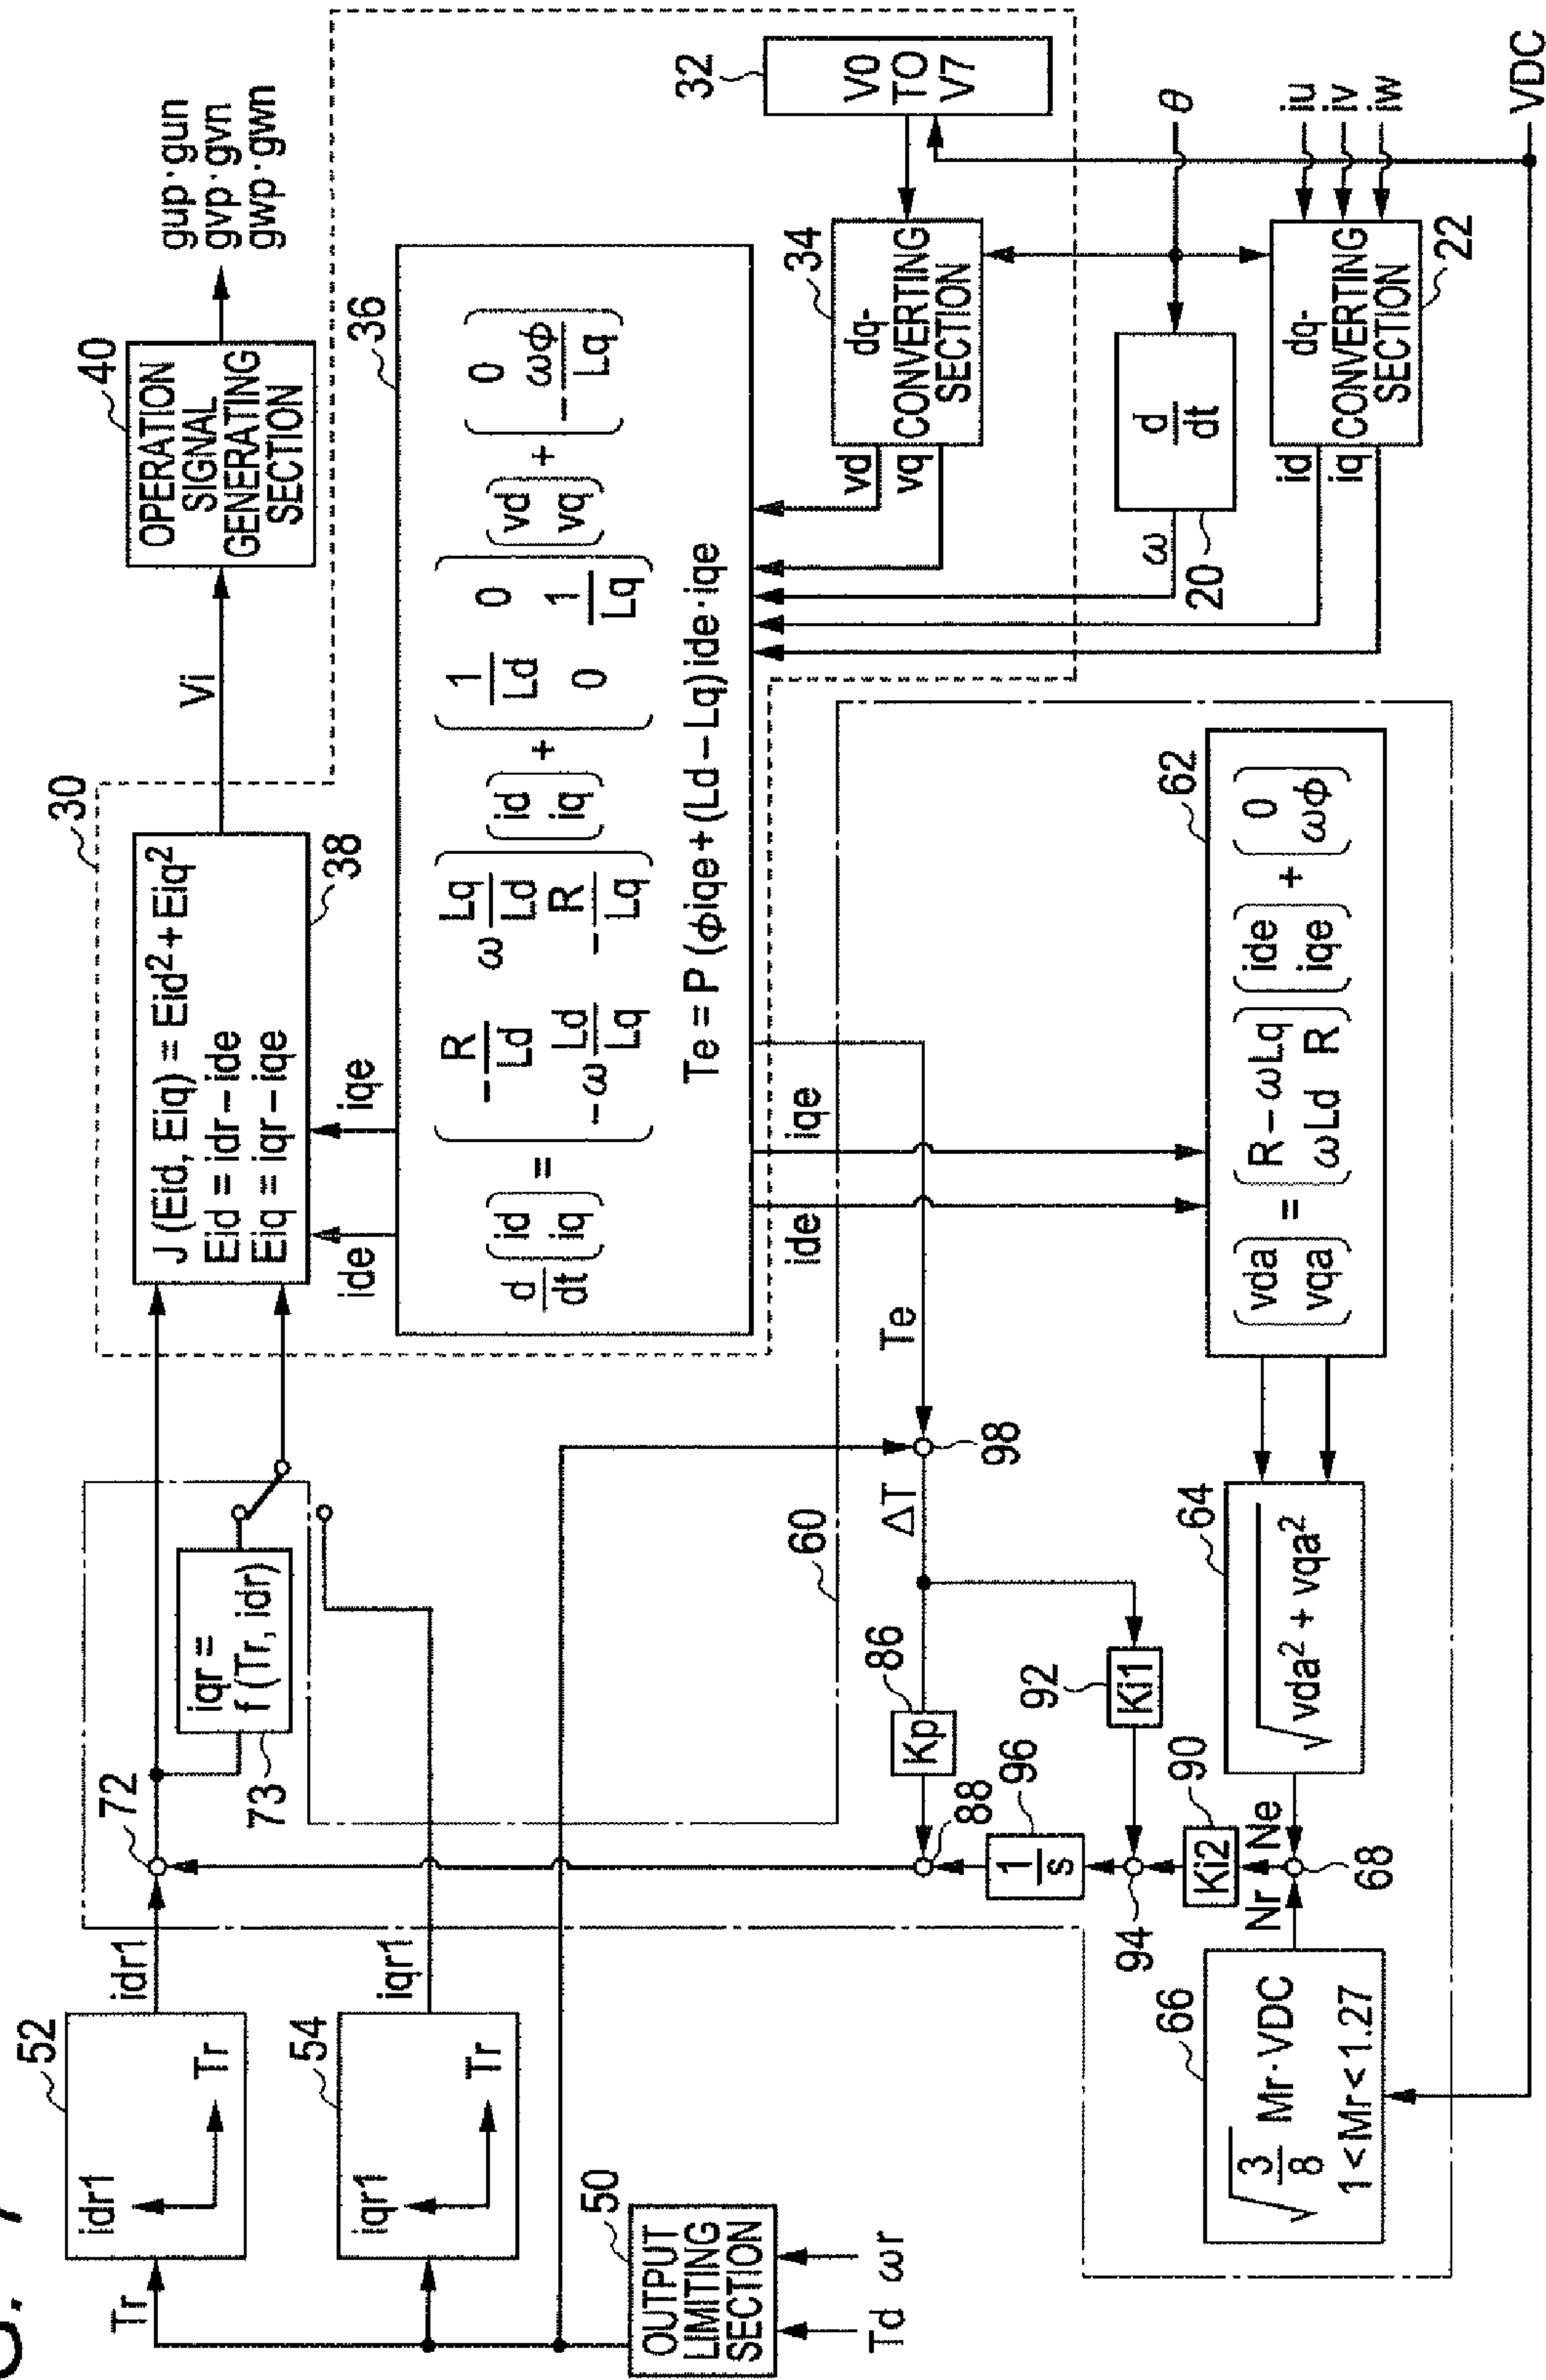 30
40
OPERATION
SIGNAL
GENERATING
SECTION
gup·gun
gvp·gvn
gwp·gwn
Vi
52
idr1
Tr
Tr
idr1
72
iqr =
f (Tr, idr)
73
J (Eid, Eiq) = Eid² + Eiq²
Eid = idr − ide
Eiq = iqr − iqe
38
ide
iqe
54
iqr1
Tr
iqr1
36
d/dt (id iq) = (−R/Ld ω Lq/Ld −ω Ld/Lq −R/Lq) (id iq) + (1/Ld 0 0 1/Lq) (vd vq) + (0 −ωφ/Lq)
Te = P (φiqe + (Ld − Lq) ide·iqe
32
V0
TO
V7
50
OUTPUT
LIMITING
SECTION
Td
ωr
60
ide
iqe
Te
98
ΔT
86
Kp
88
92
Ki1
96
1/s
94
90
Ki2
vd
vq
34
dq-
CONVERTING
SECTION
θ
d/dt
ω
20
id
iq
dq-
CONVERTING
SECTION
22
iu
iv
iw
66
√3/8 Mr·VDC
1 < Mr < 1.27
Nr
Ne
68
64
√vda² + vqa²
62
(vda vqa) = (R −ωLq ωLd R) (ide iqe) + (0 ωφ)
VDC